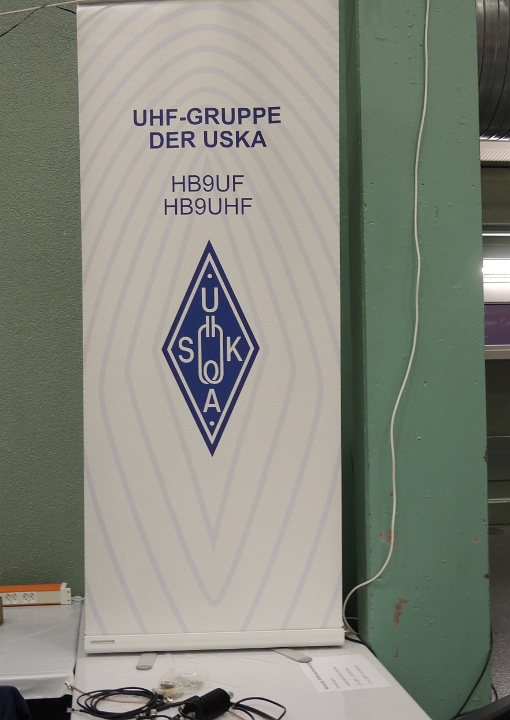 UHF-GRUPPE
DER USKA
HB9UF
HB9UHF
U
S K
A